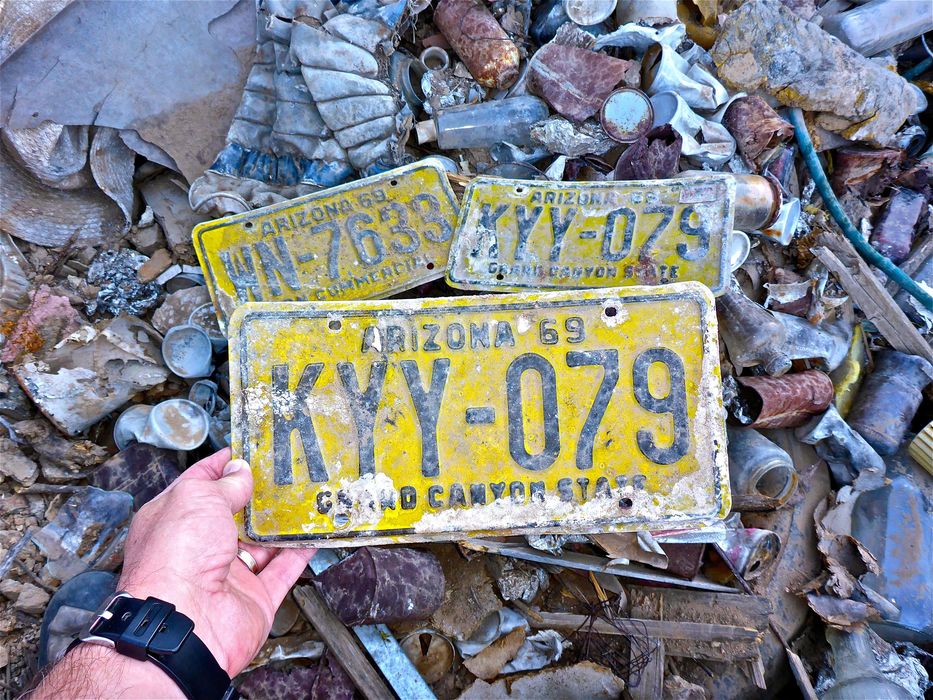 ARIZONA 69
WN-7633
COMMERCIAL
ARIZONA 69
KYY-079
GRAND CANYON STATE
ARIZONA 69
KYY-079
GRAND CANYON STATE